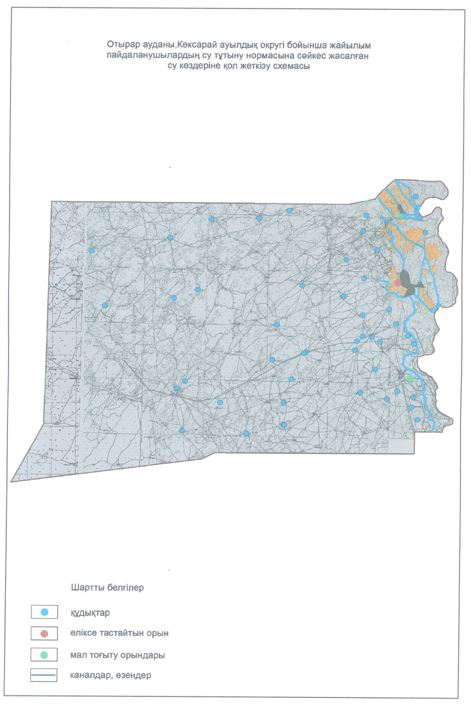 Отырар ауданы,Көксарай ауылдық округі бойынша жайылым
пайдаланушылардың су тұтыну нормасына сәйкес жасалған
су көздеріне қол жеткізу схемасы
Шартты белгілер
құдықтар
өліксе тастайтын орын
мал тоғыту орындары
каналдар, өзендер